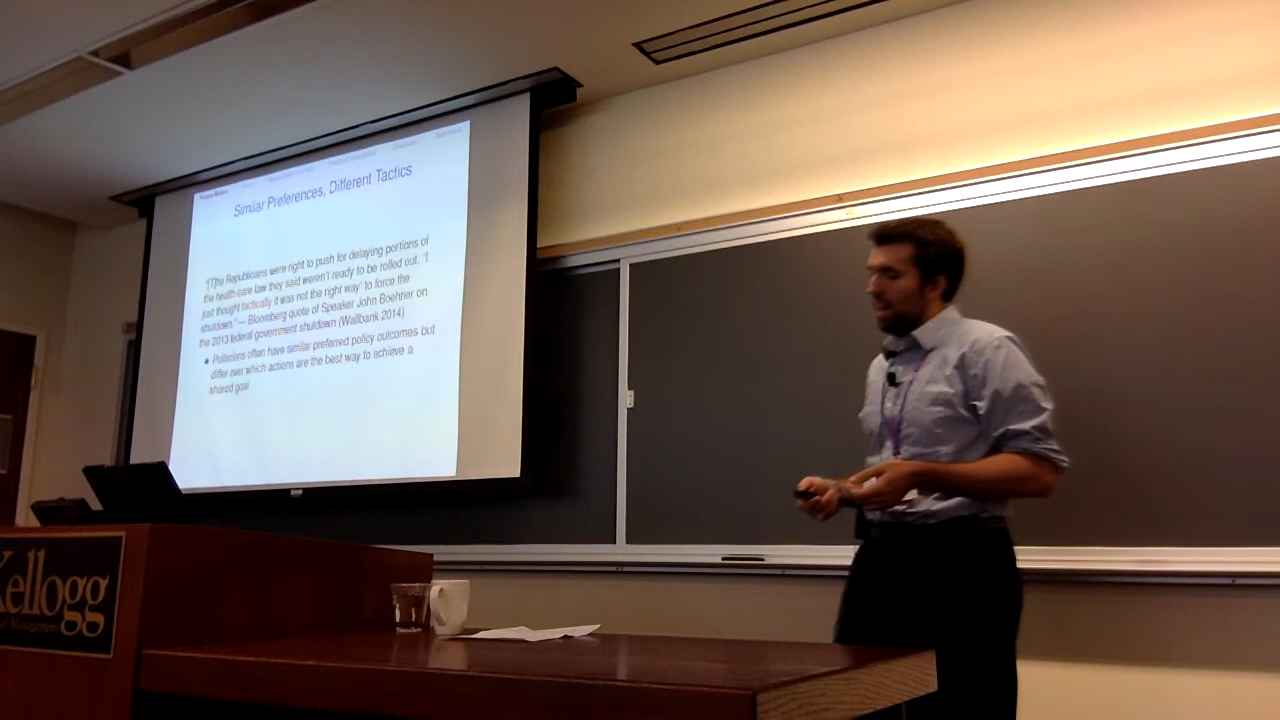 Similar Preferences, Different Tactics
"[T]he Republicans were right to push for delaying portions of
the health-care law they said weren't ready to be rolled out. 'I
just thought tactically it was not the right way' to force the
shutdown." — Bloomberg quote of Speaker John Boehner on
the 2013 federal government shutdown (Wallbank 2014)
Politicians often have similar preferred policy outcomes but
differ over which actions are the best way to achieve a
shared goal
Kellogg
Management